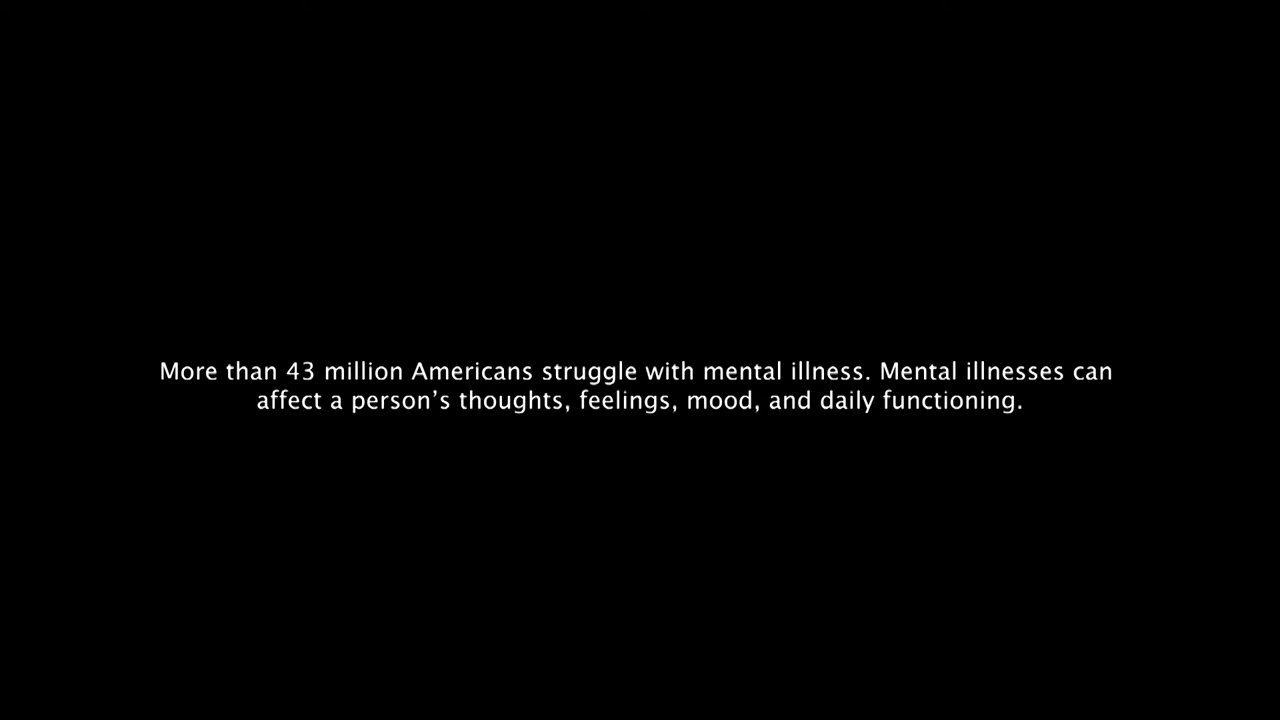 More than 43 million Americans struggle with mental illness. Mental illnesses can
affect a person’s thoughts, feelings, mood, and daily functioning.